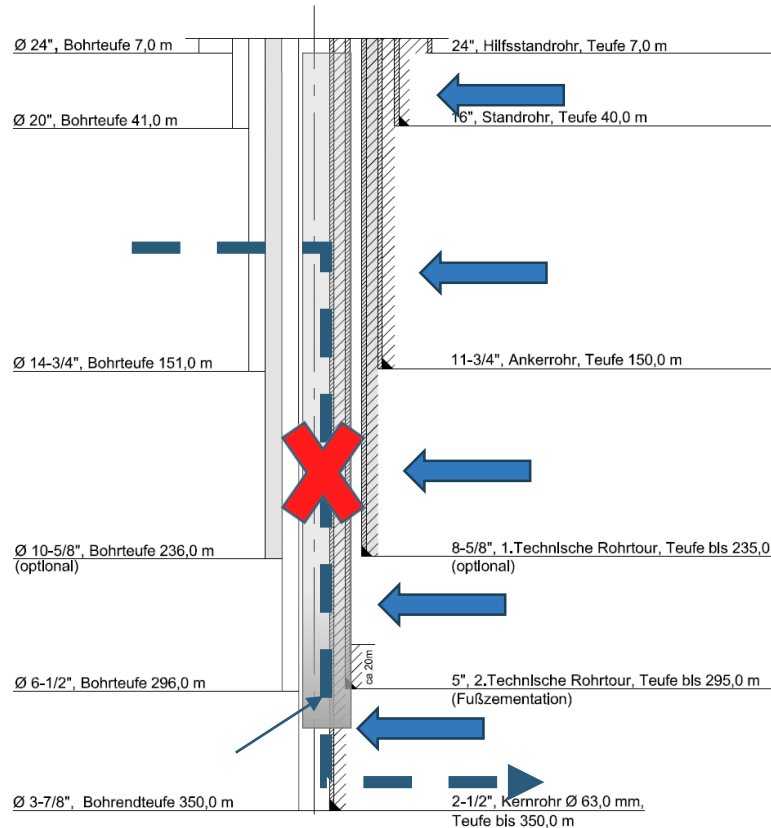 Ø 24", Bohrteufe 7,0 m
24", Hilfsstandrohr, Teufe 7,0 m
Ø 20", Bohrteufe 41,0 m
16", Standrohr, Teufe 40,0 m
Ø 14-3/4", Bohrteufe 151,0 m
11-3/4", Ankerrohr, Teufe 150,0 m
Ø 10-5/8", Bohrteufe 236,0 m
(optional)
8-5/8", 1.Technische Rohrtour, Teufe bis 235,0
(optional)
ca 20m
Ø 6-1/2", Bohrteufe 296,0 m
5", 2.Technische Rohrtour, Teufe bis 295,0 m
(Fußzementation)
Ø 3-7/8", Bohrendteufe 350,0 m
2-1/2", Kernrohr Ø 63,0 mm,
Teufe bis 350,0 m